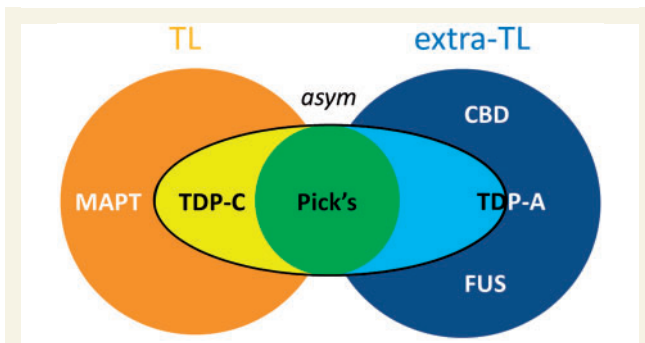 TL
extra-TL
asym
CBD
MAPT
TDP-C
Pick's
TDP-A
FUS